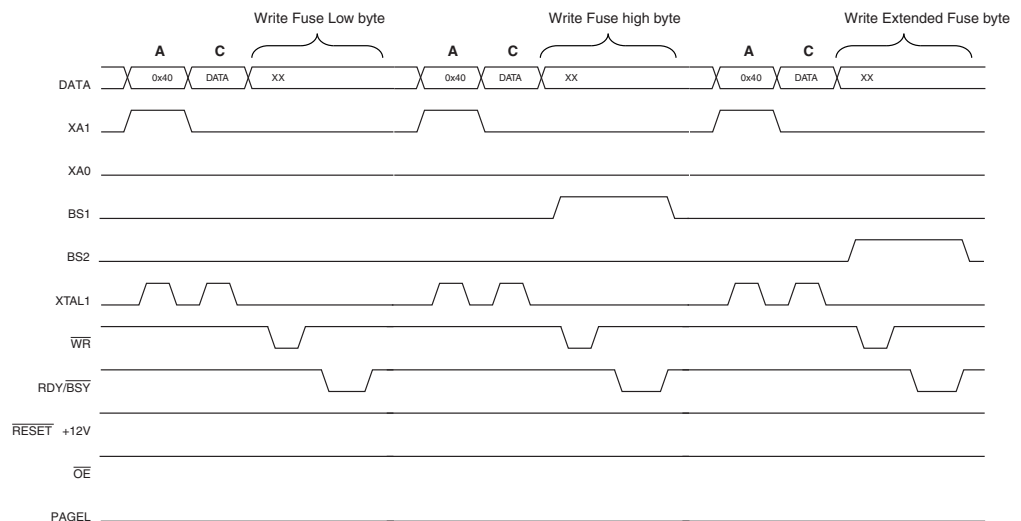 Write Fuse Low byte Write Fuse high byte Write Extended Fuse byte
A C A C A C
DATA 0x40 DATA XX 0x40 DATA XX 0x40 DATA XX
XA1
XA0
BS1
BS2
XTAL1
WR
RDY/BSY
RESET +12V
OE
PAGEL